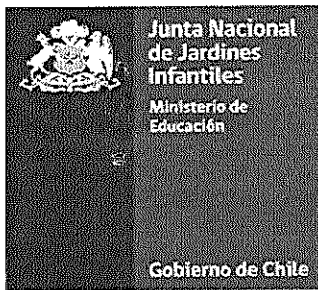 Junta Nacional
de Jardines
Infantiles
Ministerio de
Educación
Gobierno de Chile